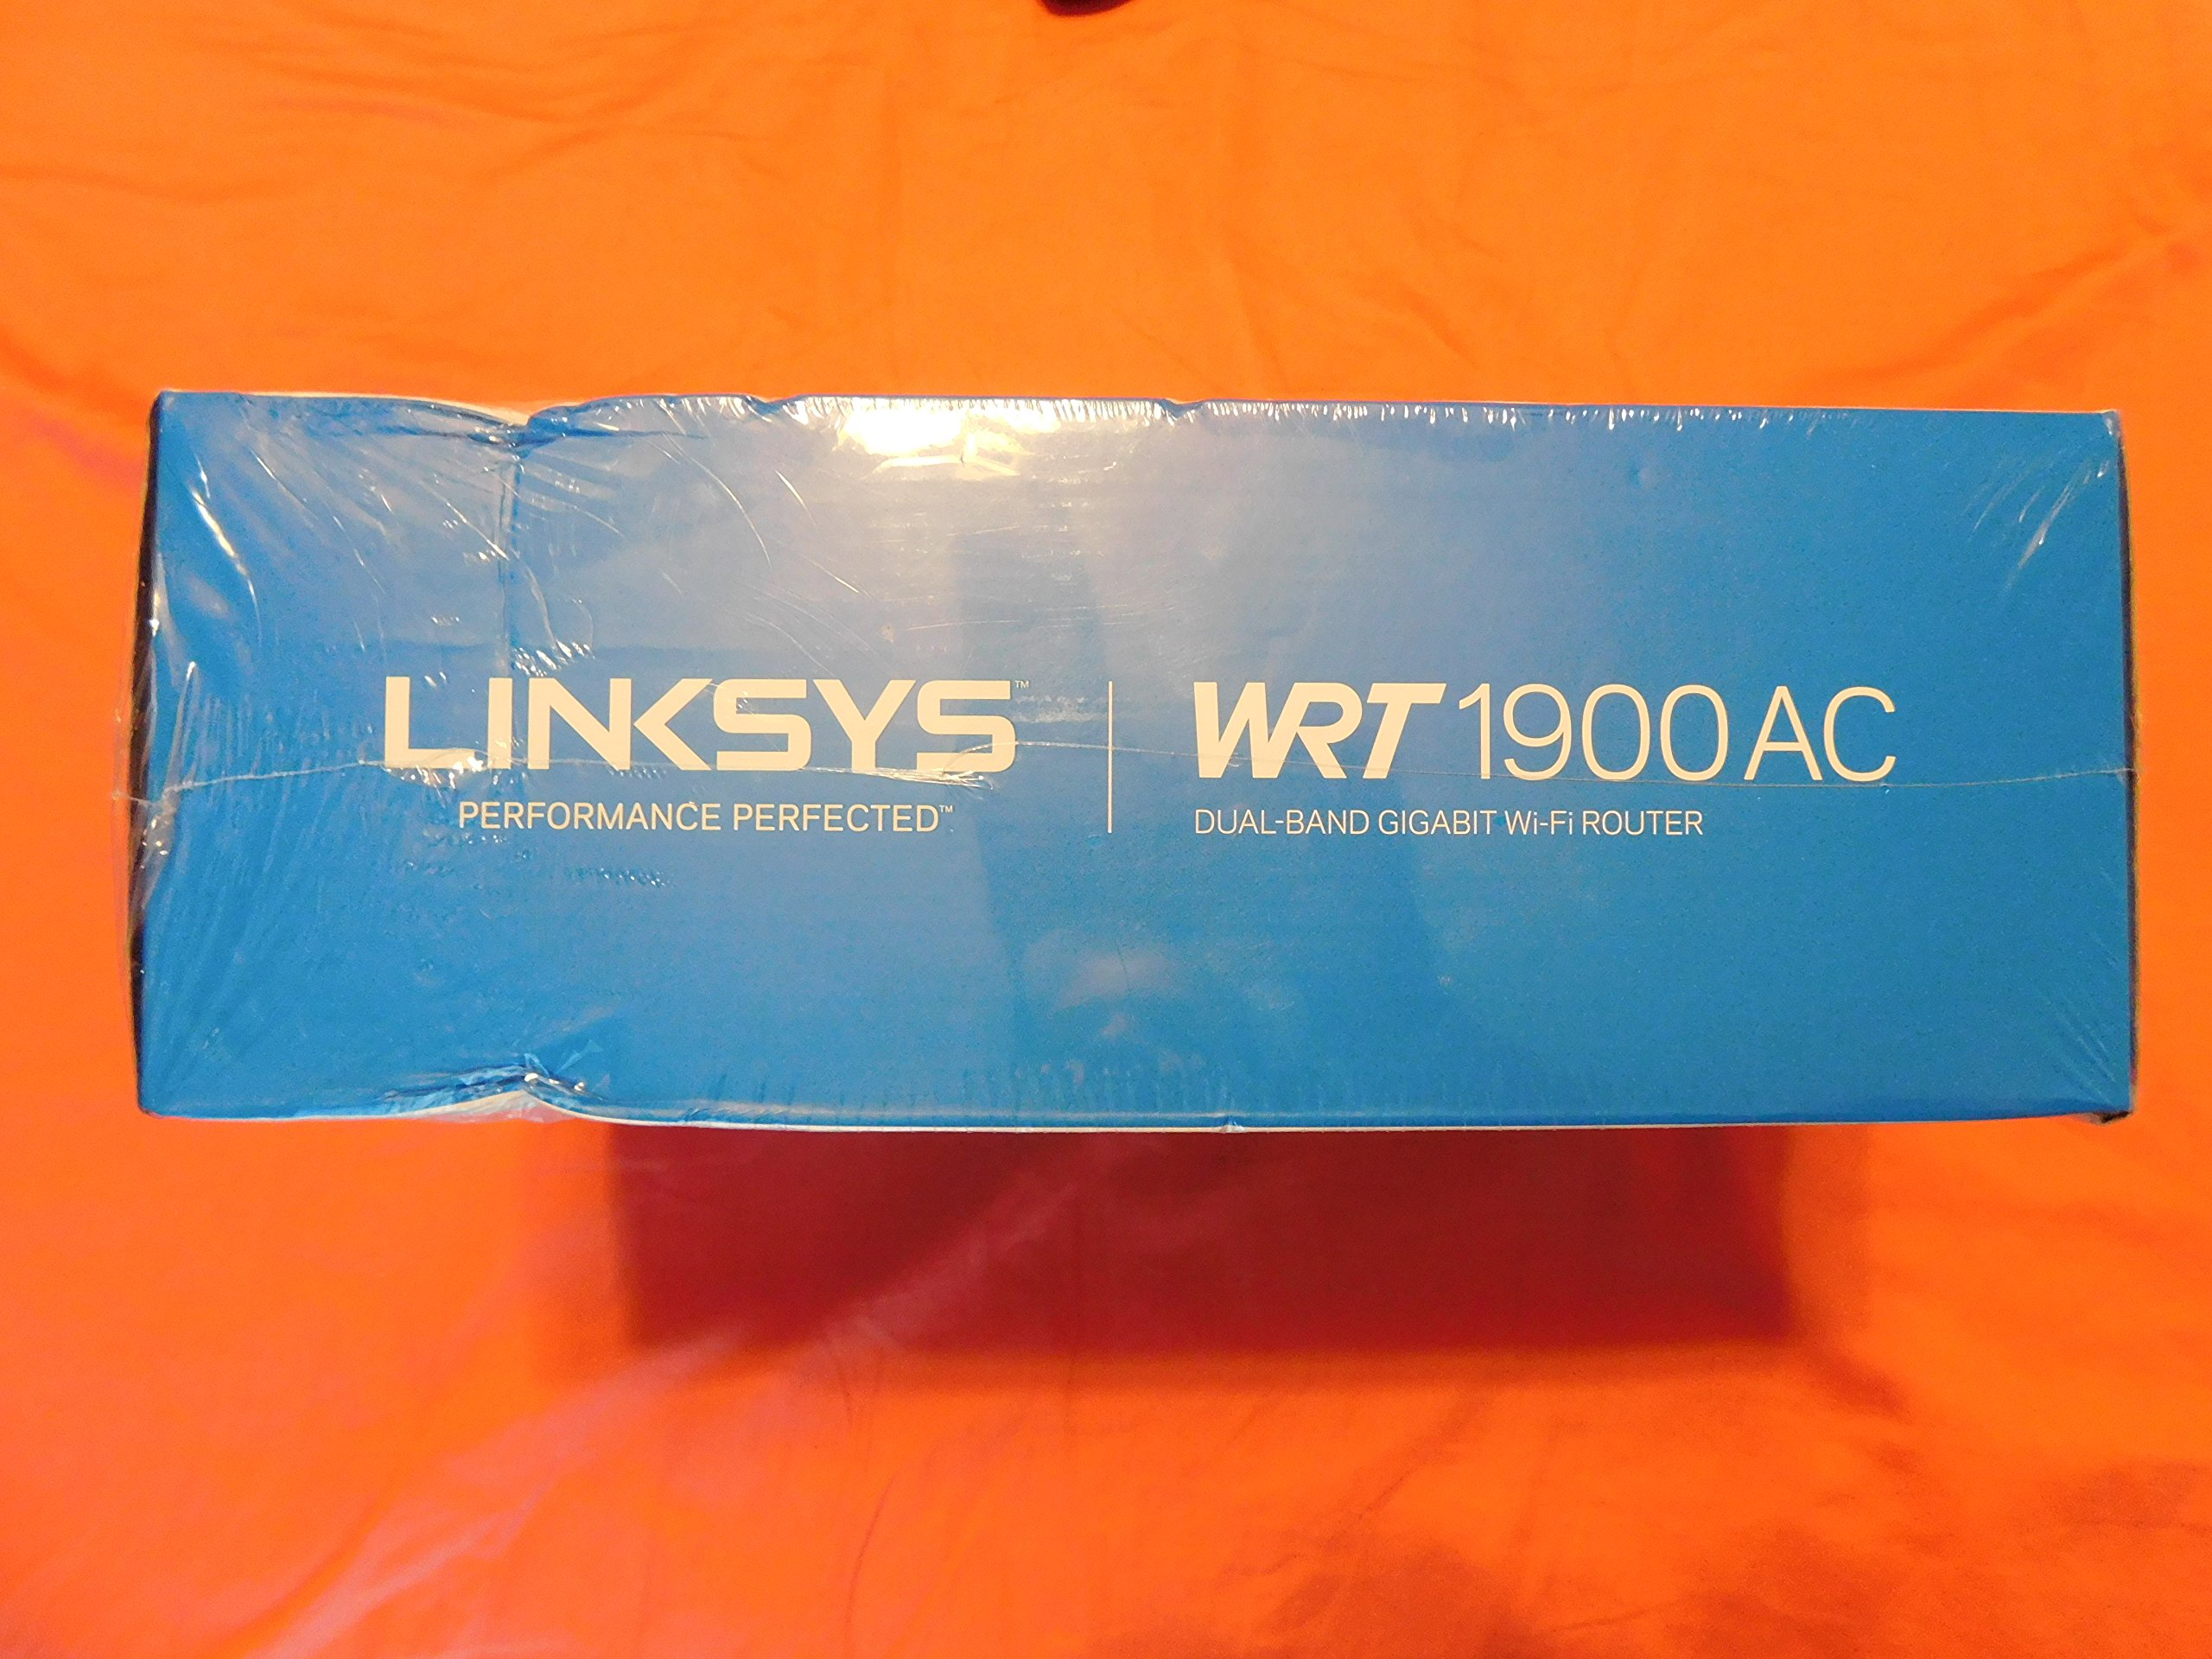 LINKSYS™
PERFORMANCE PERFECTED™
WRT 1900 AC
DUAL-BAND GIGABIT Wi-Fi ROUTER